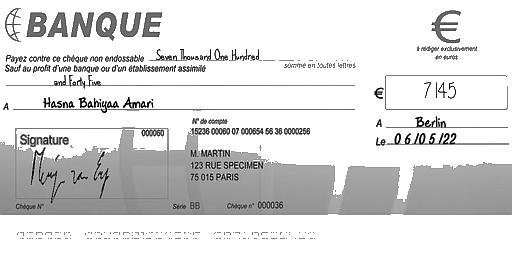 BANQUE
€
à rédiger exclusivement
en euros
Payez contre ce chèque non endossable Seven Thousand One Hundred
Sauf au profit d'une banque ou d'un établissement assimilé
somme en toutes lettres
and Forty Five
€ 7145
A Hasna Bahiyaa Amari
A Berlin
Le 06/05/22
Signature
000060
N° de compte
15236 00060 07 000654 56 36 0000256
M. MARTIN
123 RUE SPECIMEN
75 015 PARIS
Chèque N°
Série BB
Chèque n° 000036